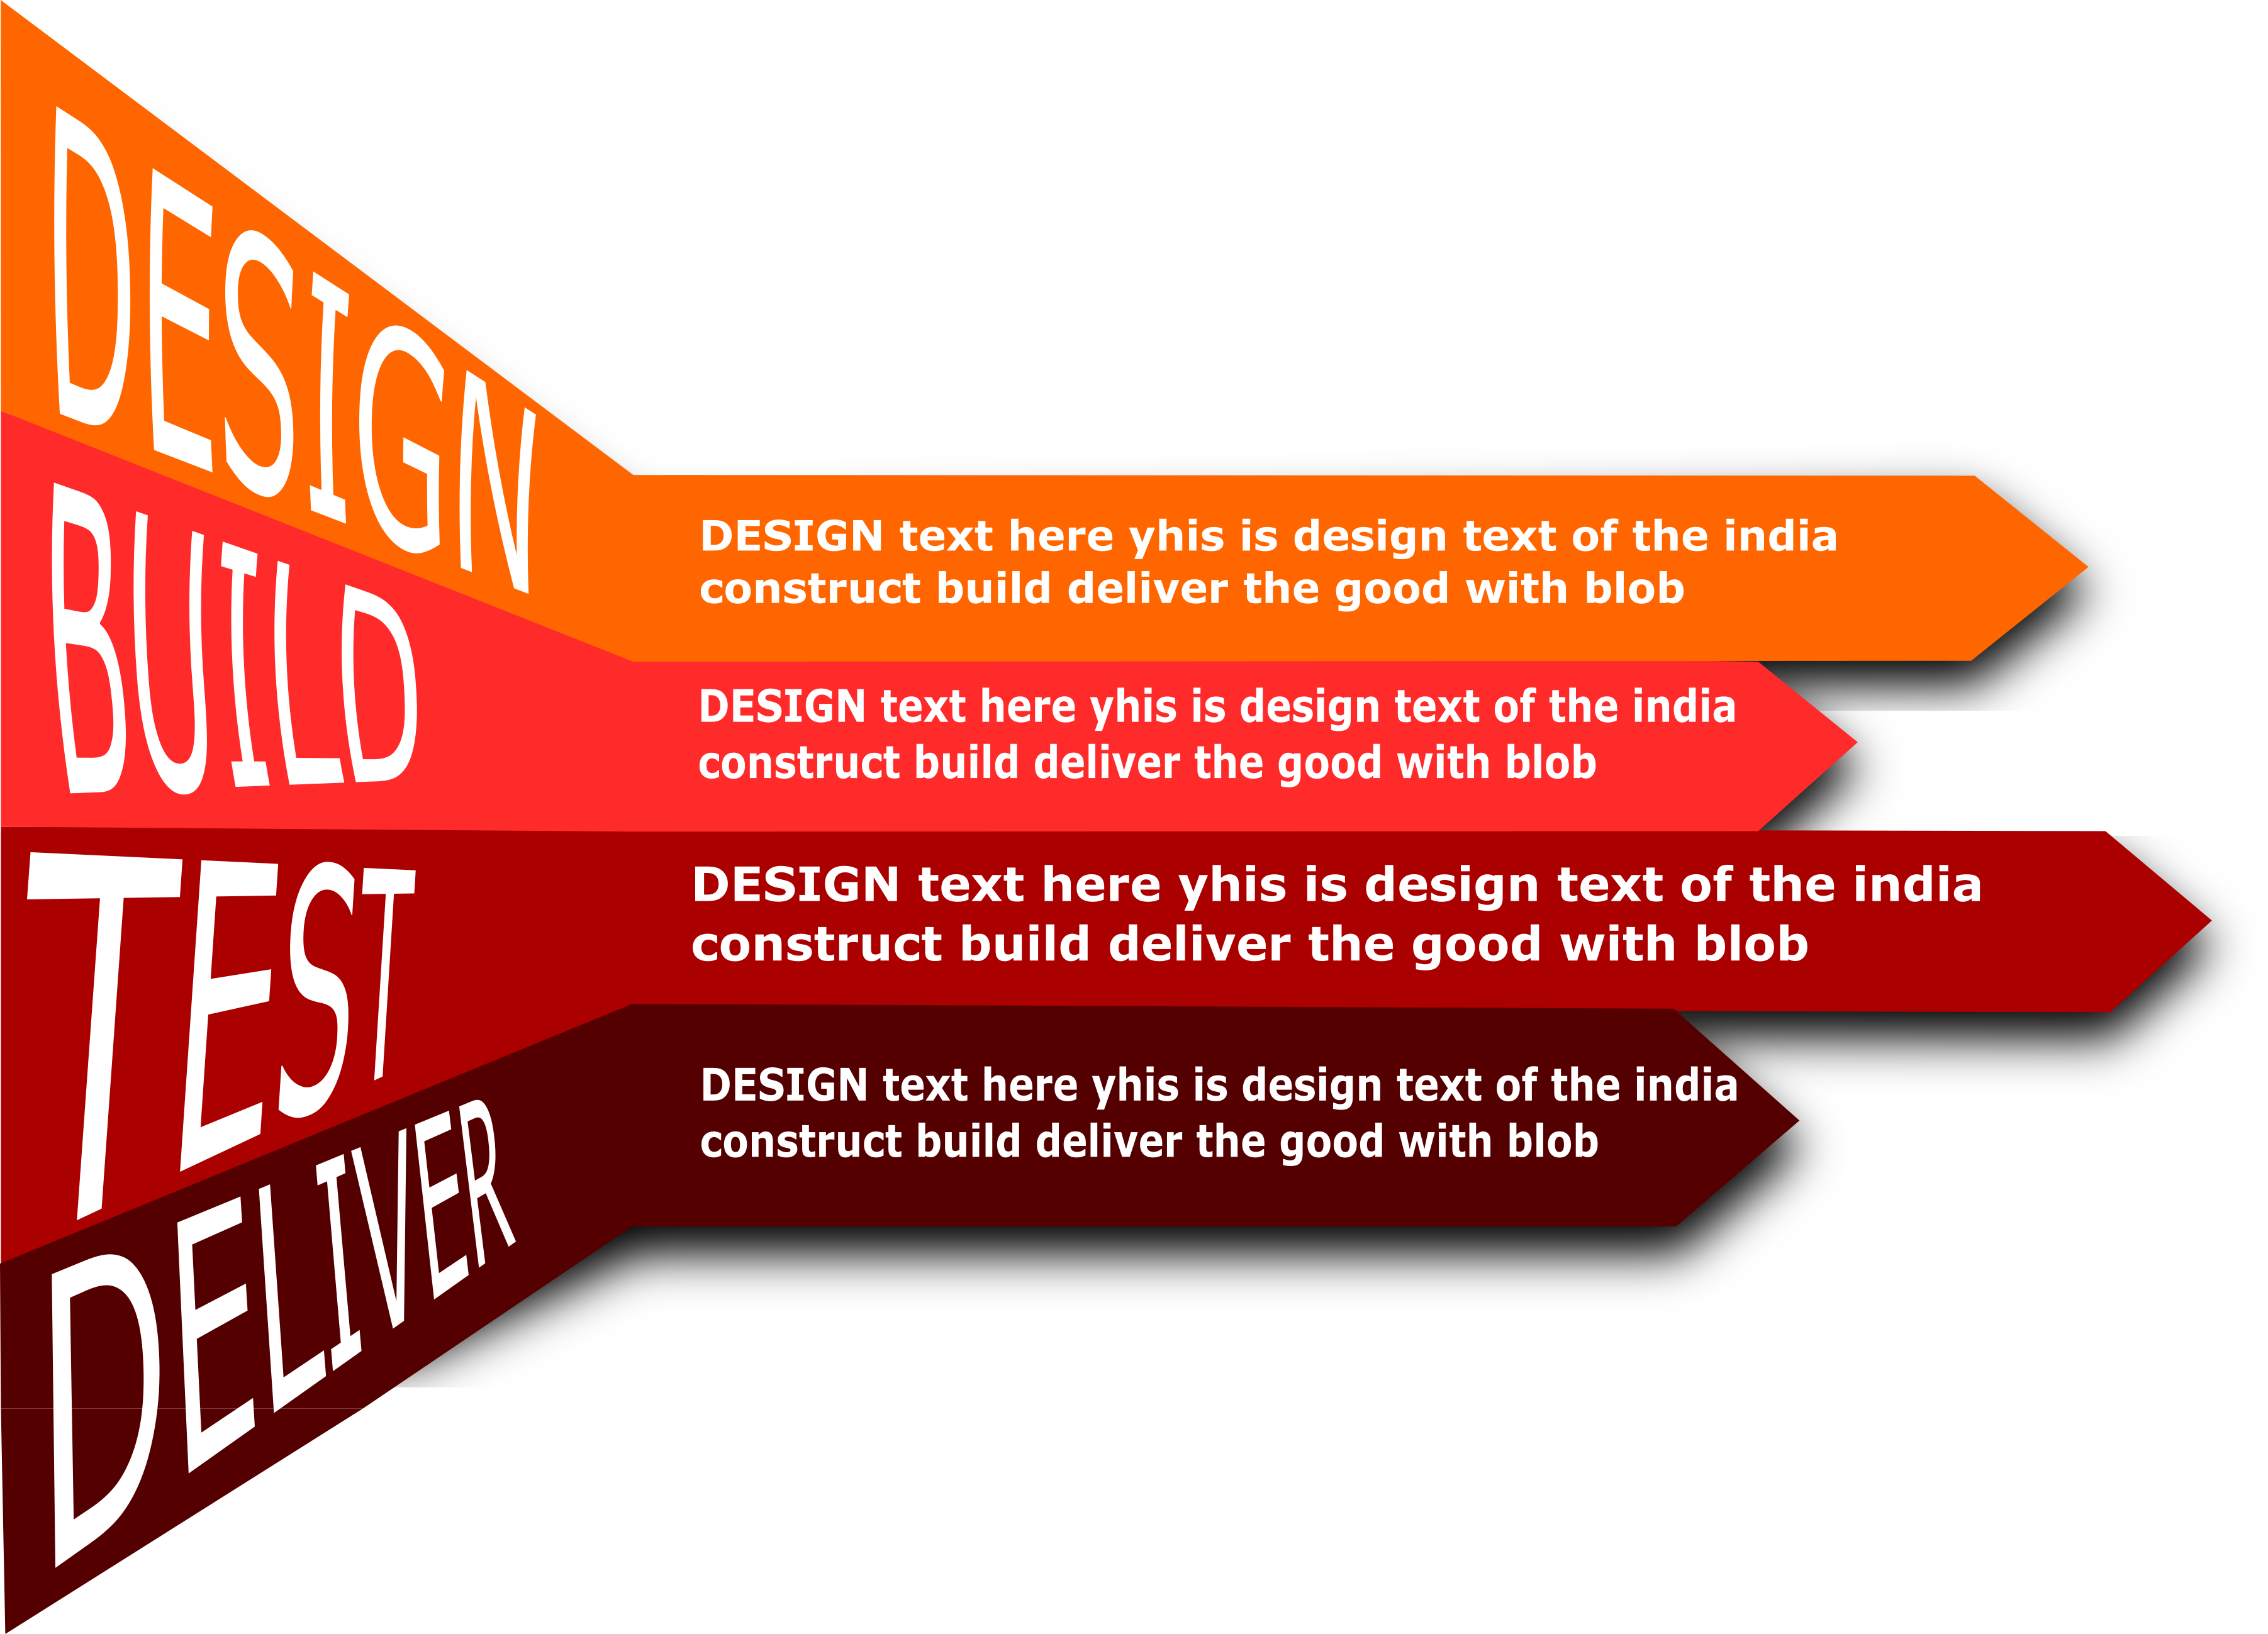 DESIGN
DESIGN text here yhis is design text of the india
construct build deliver the good with blob
BUILD
DESIGN text here yhis is design text of the india
construct build deliver the good with blob
TEST
DESIGN text here yhis is design text of the india
construct build deliver the good with blob
DELIVER
DESIGN text here yhis is design text of the india
construct build deliver the good with blob